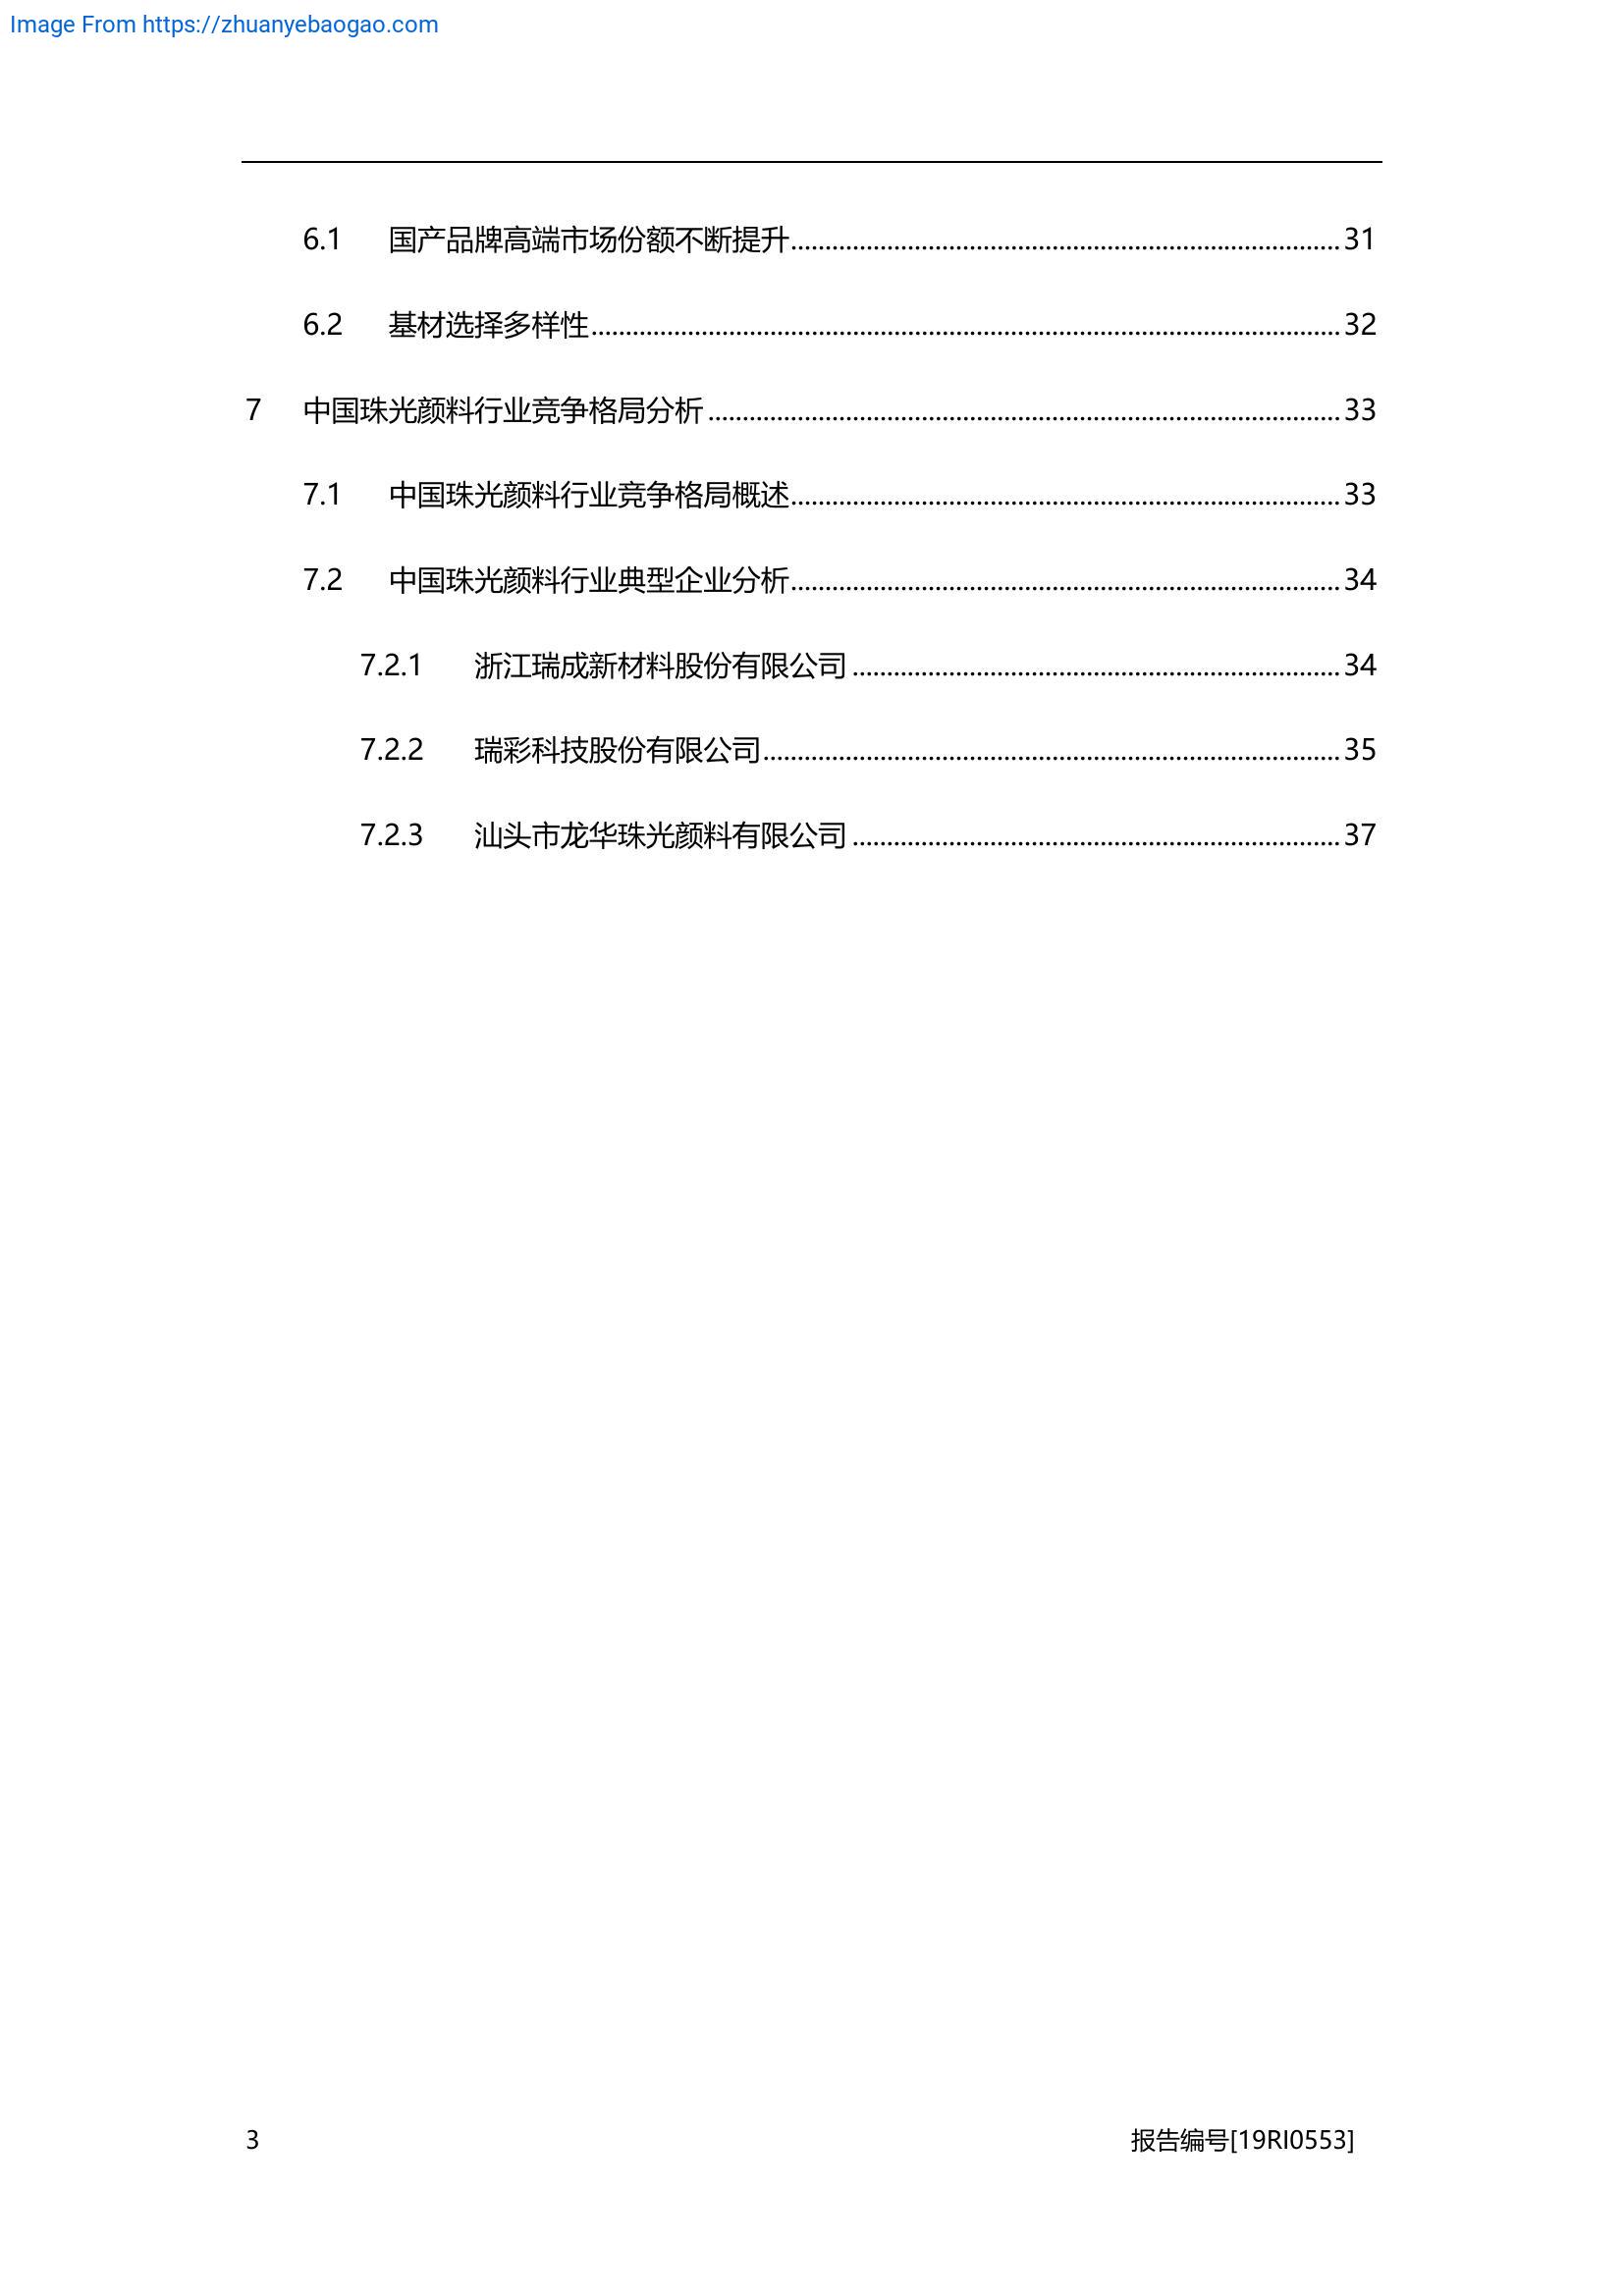 Image From https://zhuanyebaogao.com
6.1 国产品牌高端市场份额不断提升 31
6.2 基材选择多样性 32
7 中国珠光颜料行业竞争格局分析 33
7.1 中国珠光颜料行业竞争格局概述 33
7.2 中国珠光颜料行业典型企业分析 34
7.2.1 浙江瑞成新材料股份有限公司 34
7.2.2 瑞彩科技股份有限公司 35
7.2.3 汕头市龙华珠光颜料有限公司 37
3 报告编号[19RI0553]